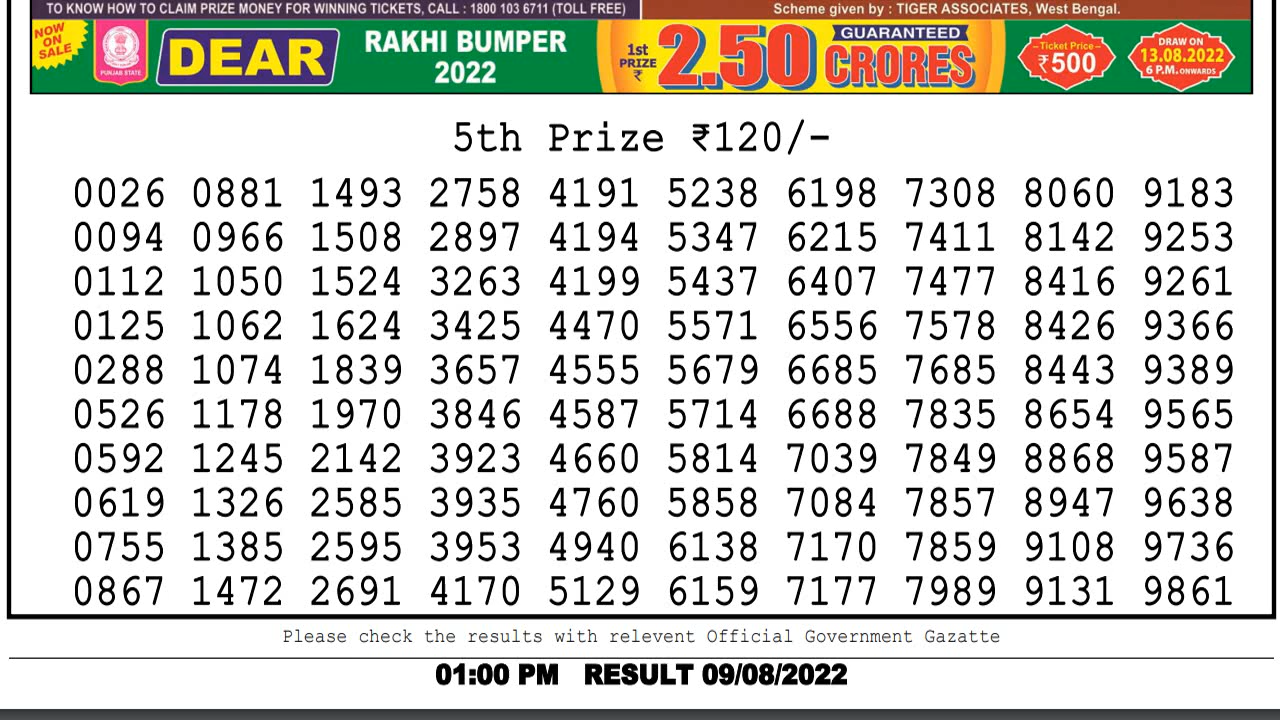 TO KNOW HOW TO CLAIM PRIZE MONEY FOR WINNING TICKETS, CALL : 1800 103 6711 (TOLL FREE)
Scheme given by : TIGER ASSOCIATES, West Bengal.
NOW
ON
SALE
PUNJAB STATE
DEAR
RAKHI BUMPER
2022
1st
PRIZE
₹
2.50
GUARANTEED
CRORES
Ticket Price
₹500
DRAW ON
13.08.2022
6 P.M. ONWARDS
5th Prize ₹120/-
0026 0881 1493 2758 4191 5238 6198 7308 8060 9183
0094 0966 1508 2897 4194 5347 6215 7411 8142 9253
0112 1050 1524 3263 4199 5437 6407 7477 8416 9261
0125 1062 1624 3425 4470 5571 6556 7578 8426 9366
0288 1074 1839 3657 4555 5679 6685 7685 8443 9389
0526 1178 1970 3846 4587 5714 6688 7835 8654 9565
0592 1245 2142 3923 4660 5814 7039 7849 8868 9587
0619 1326 2585 3935 4760 5858 7084 7857 8947 9638
0755 1385 2595 3953 4940 6138 7170 7859 9108 9736
0867 1472 2691 4170 5129 6159 7177 7989 9131 9861
Please check the results with relevent Official Government Gazatte
01:00 PM RESULT 09/08/2022